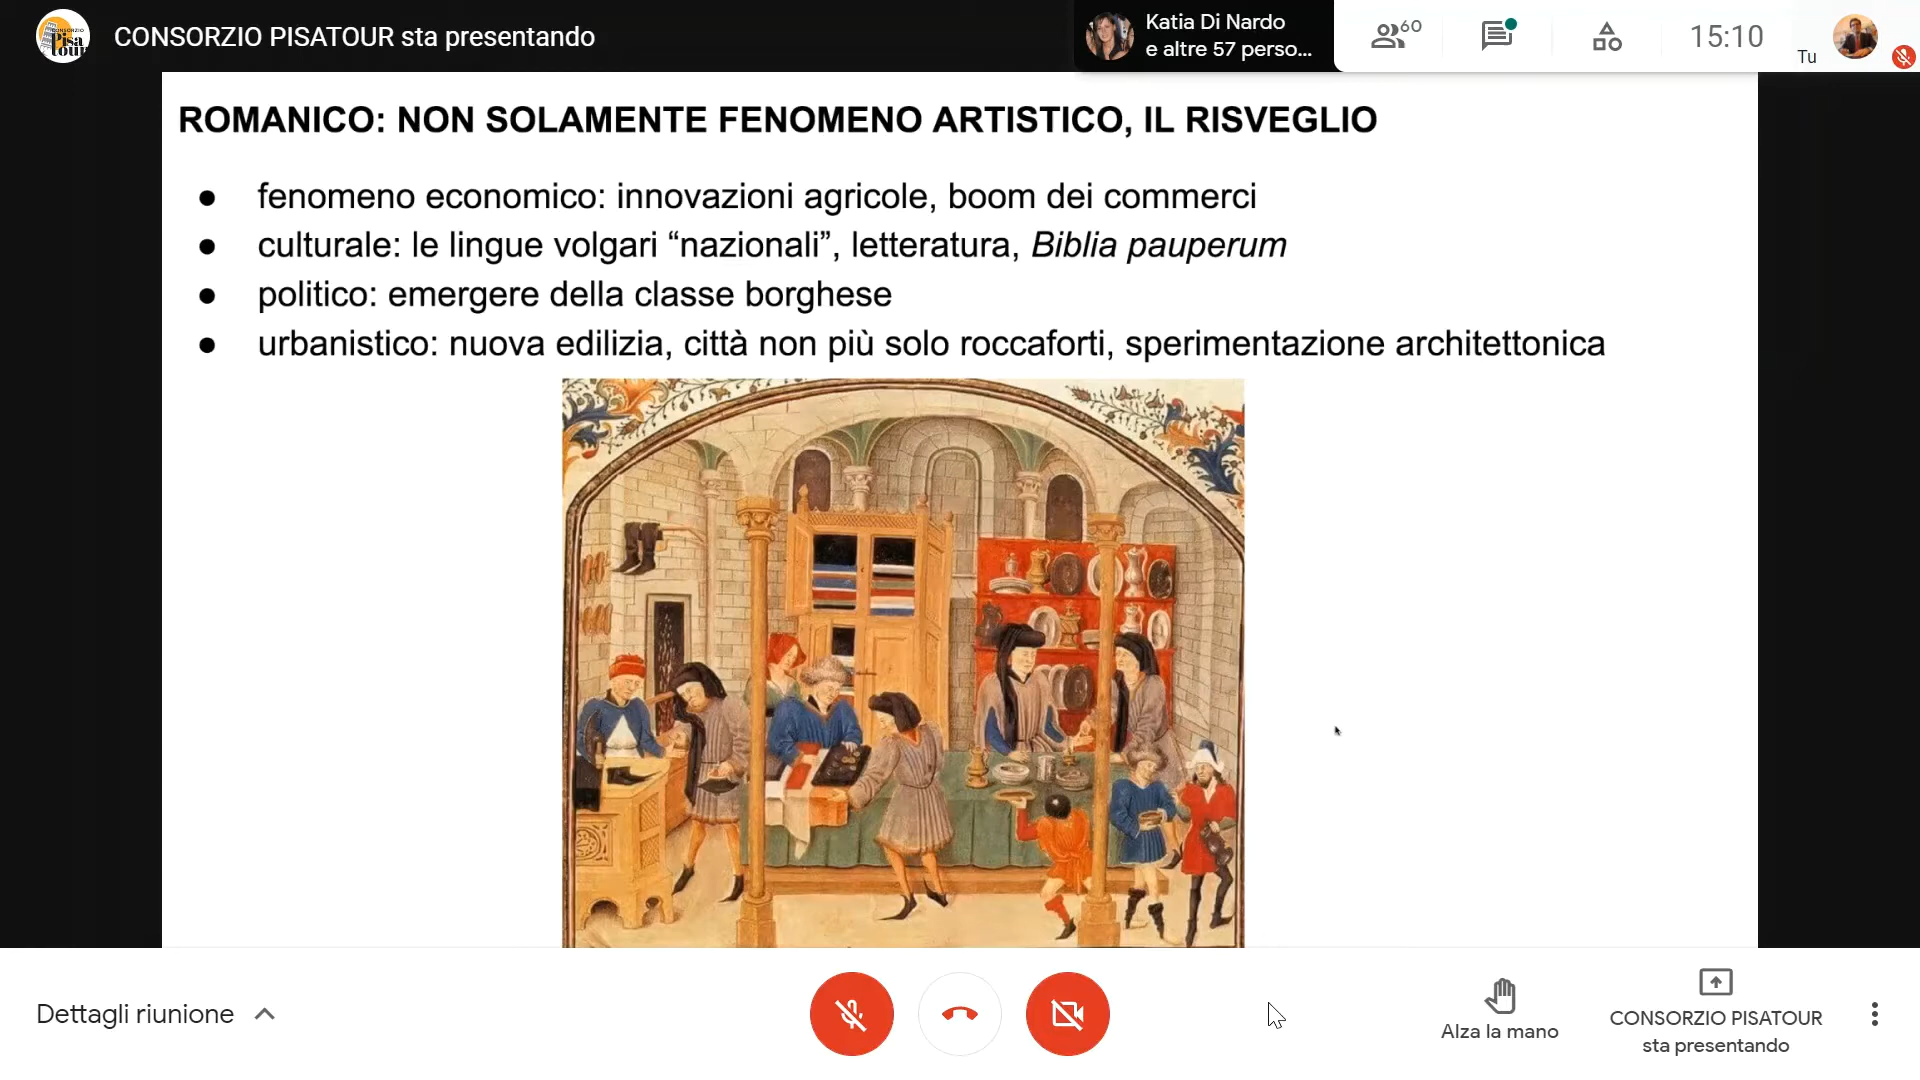 CONSORZIO PISATOUR sta presentando
Katia Di Nardo
e altre 57 perso...
60
15:10
Tu
CONSORZIO
Pisa
tour
ROMANICO: NON SOLAMENTE FENOMENO ARTISTICO, IL RISVEGLIO
● fenomeno economico: innovazioni agricole, boom dei commerci
● culturale: le lingue volgari “nazionali”, letteratura, Biblia pauperum
● politico: emergere della classe borghese
● urbanistico: nuova edilizia, città non più solo roccaforti, sperimentazione architettonica
Dettagli riunione
Alza la mano
CONSORZIO PISATOUR
sta presentando